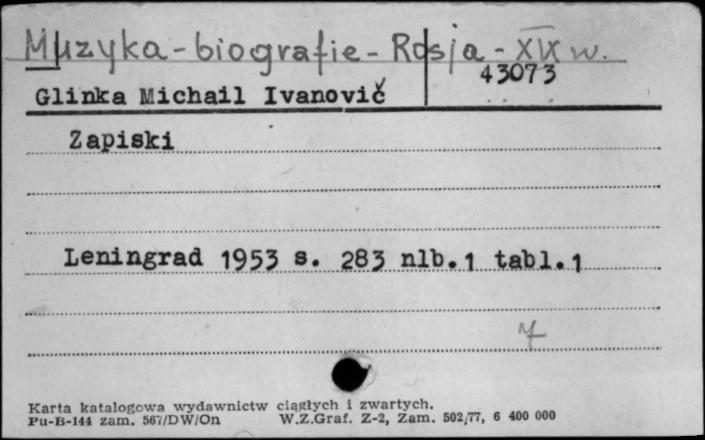 Muzyka - biografie - Rosja - XIX w.
43073
Glinka Michail Ivanovič
Zapiski
Leningrad 1953 s. 283 nlb.1 tabl.1
Karta katalogowa wydawnictw ciągłych i zwartych.
Pu-B-144 zam. 567/DW/On W.Z.Graf. Z-2, Zam. 502/77, 6 400 000